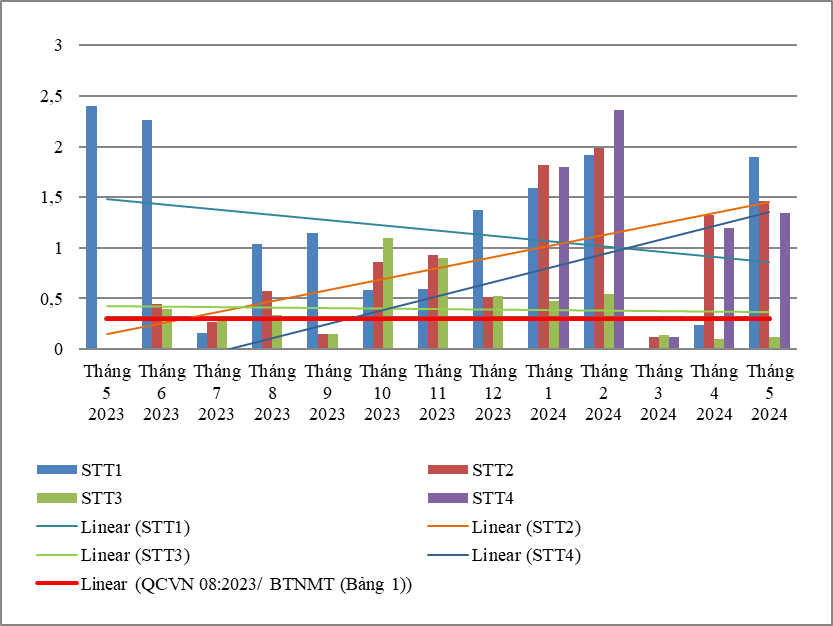 3
2,5
2
1,5
1
0,5
0
Tháng Tháng Tháng Tháng Tháng Tháng Tháng Tháng Tháng Tháng Tháng Tháng Tháng
5 6 7 8 9 10 11 12 1 2 3 4 5
2023 2023 2023 2023 2023 2023 2023 2023 2024 2024 2024 2024 2024
STT1 STT2
STT3 STT4
Linear (STT1) Linear (STT2)
Linear (STT3) Linear (STT4)
Linear (QCVN 08:2023/ BTNMT (Bảng 1))